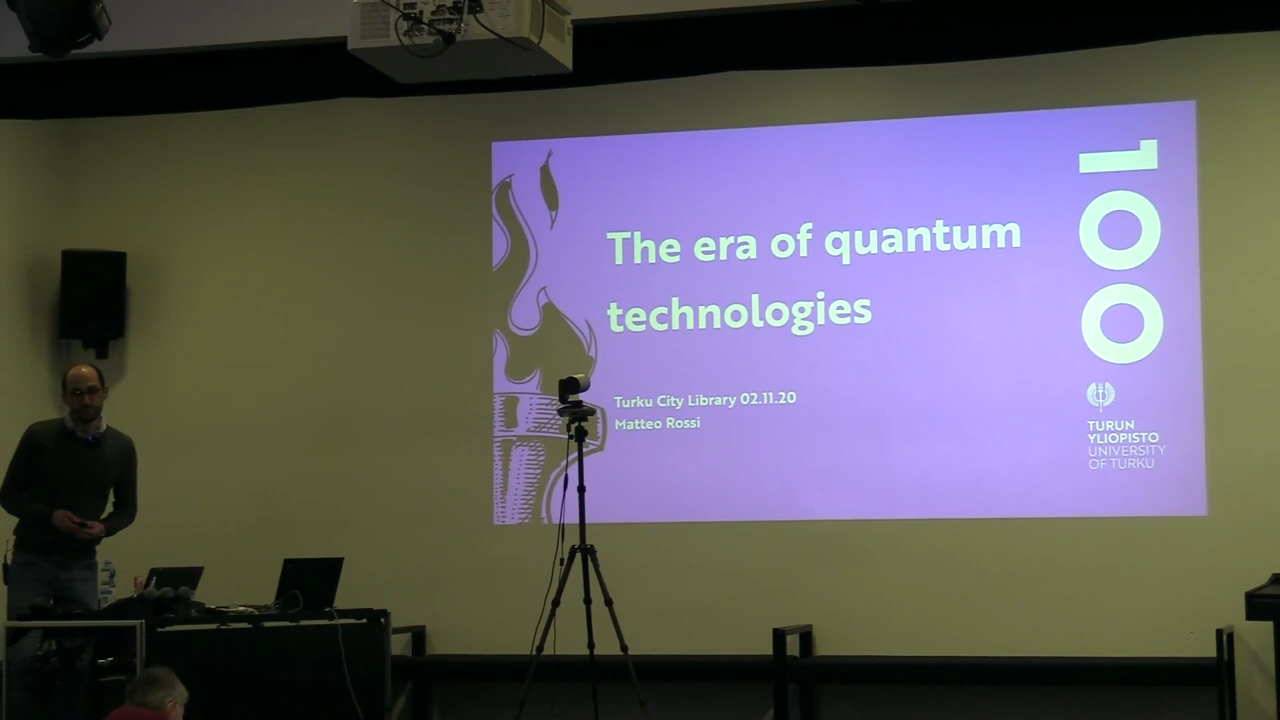 The era of quantum
technologies
Turku City Library 02.11.20
Matteo Rossi
100
TURUN
YLIOPISTO
UNIVERSITY
OF TURKU